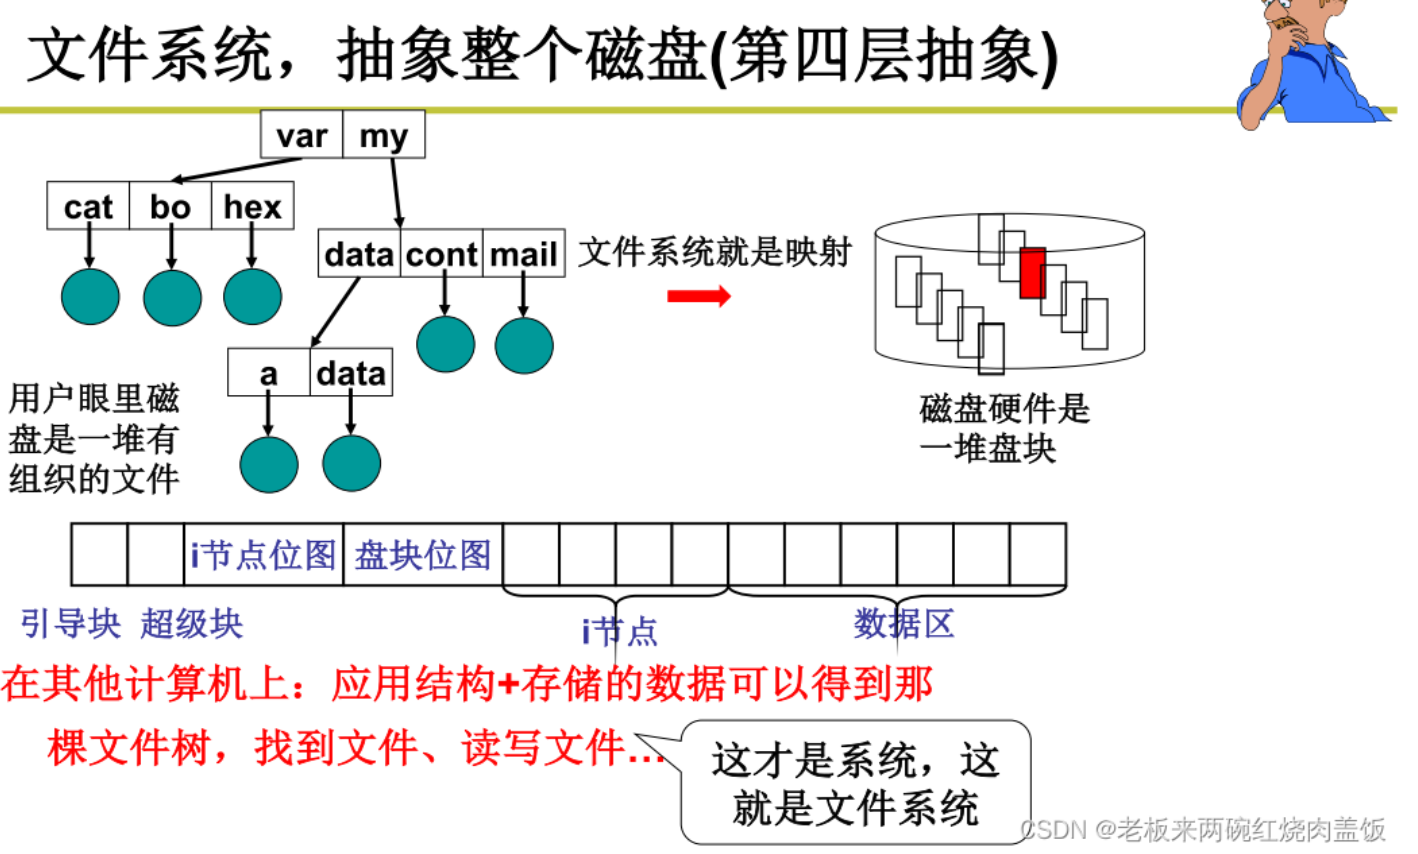 文件系统，抽象整个磁盘(第四层抽象)
var my
cat bo hex
data cont mail
文件系统就是映射
a data
用户眼里磁
盘是一堆有
组织的文件
磁盘硬件是
一堆盘块
i节点位图 盘块位图
引导块 超级块
i节点
数据区
在其他计算机上：应用结构+存储的数据可以得到那
棵文件树，找到文件、读写文件...
这才是系统，这
就是文件系统
CSDN @老板来两碗红烧肉盖饭